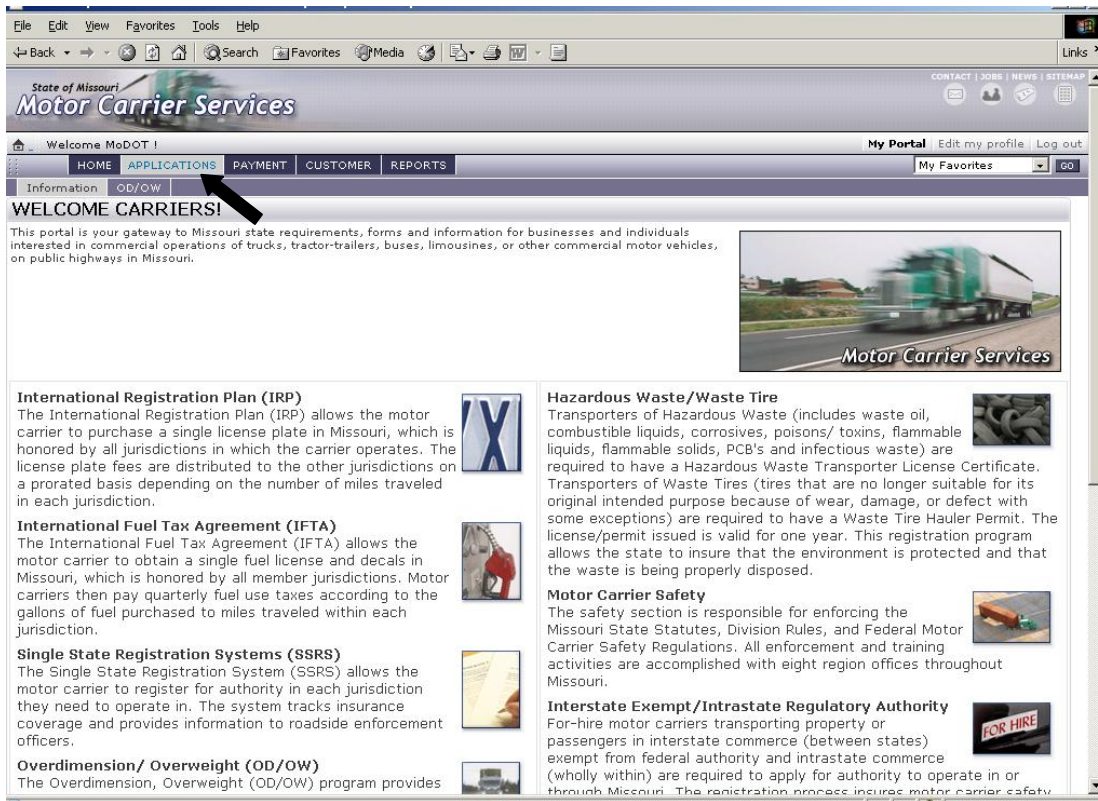 File Edit View Favorites Tools Help
Back Search Favorites Media Links
CONTACT | JOBS | NEWS | SITEMAP
State of Missouri
Motor Carrier Services
Welcome MoDOT ! My Portal Edit my profile Log out
HOME APPLICATIONS PAYMENT CUSTOMER REPORTS My Favorites GO
Information OD/OW
WELCOME CARRIERS!
This portal is your gateway to Missouri state requirements, forms and information for businesses and individuals
interested in commercial operations of trucks, tractor-trailers, buses, limousines, or other commercial motor vehicles,
on public highways in Missouri.
Motor Carrier Services
International Registration Plan (IRP)
The International Registration Plan (IRP) allows the motor
carrier to purchase a single license plate in Missouri, which is
honored by all jurisdictions in which the carrier operates. The
license plate fees are distributed to the other jurisdictions on
a prorated basis depending on the number of miles traveled
in each jurisdiction.
International Fuel Tax Agreement (IFTA)
The International Fuel Tax Agreement (IFTA) allows the
motor carrier to obtain a single fuel license and decals in
Missouri, which is honored by all member jurisdictions. Motor
carriers then pay quarterly fuel use taxes according to the
gallons of fuel purchased to miles traveled within each
jurisdiction.
Single State Registration Systems (SSRS)
The Single State Registration System (SSRS) allows the
motor carrier to register for authority in each jurisdiction
they need to operate in. The system tracks insurance
coverage and provides information to roadside enforcement
officers.
Overdimension/ Overweight (OD/OW)
The Overdimension, Overweight (OD/OW) program provides
Hazardous Waste/Waste Tire
Transporters of Hazardous Waste (includes waste oil,
combustible liquids, corrosives, poisons/ toxins, flammable
liquids, flammable solids, PCB's and infectious waste) are
required to have a Hazardous Waste Transporter License Certificate.
Transporters of Waste Tires (tires that are no longer suitable for its
original intended purpose because of wear, damage, or defect with
some exceptions) are required to have a Waste Tire Hauler Permit. The
license/permit issued is valid for one year. This registration program
allows the state to insure that the environment is protected and that
the waste is being properly disposed.
Motor Carrier Safety
The safety section is responsible for enforcing the
Missouri State Statutes, Division Rules, and Federal Motor
Carrier Safety Regulations. All enforcement and training
activities are accomplished with eight region offices throughout
Missouri.
Interstate Exempt/Intrastate Regulatory Authority
For-hire motor carriers transporting property or
passengers in interstate commerce (between states)
exempt from federal authority and intrastate commerce
(wholly within) are required to apply for authority to operate in or
through Missouri. The registration process insures motor carrier safety
FOR HIRE